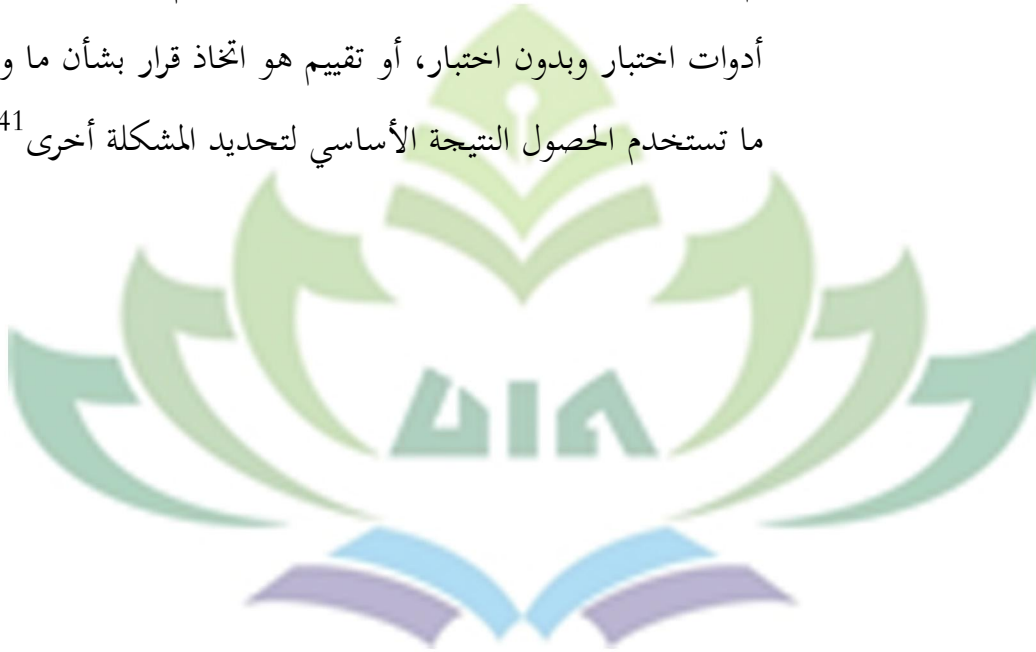 أدوات اختبار وبدون اختبار، أو تقييم هو اتخاذ قرار بشأن ما و
ما تستخدم الحصول النتيجة الأساسي لتحديد المشكلة أخرى41